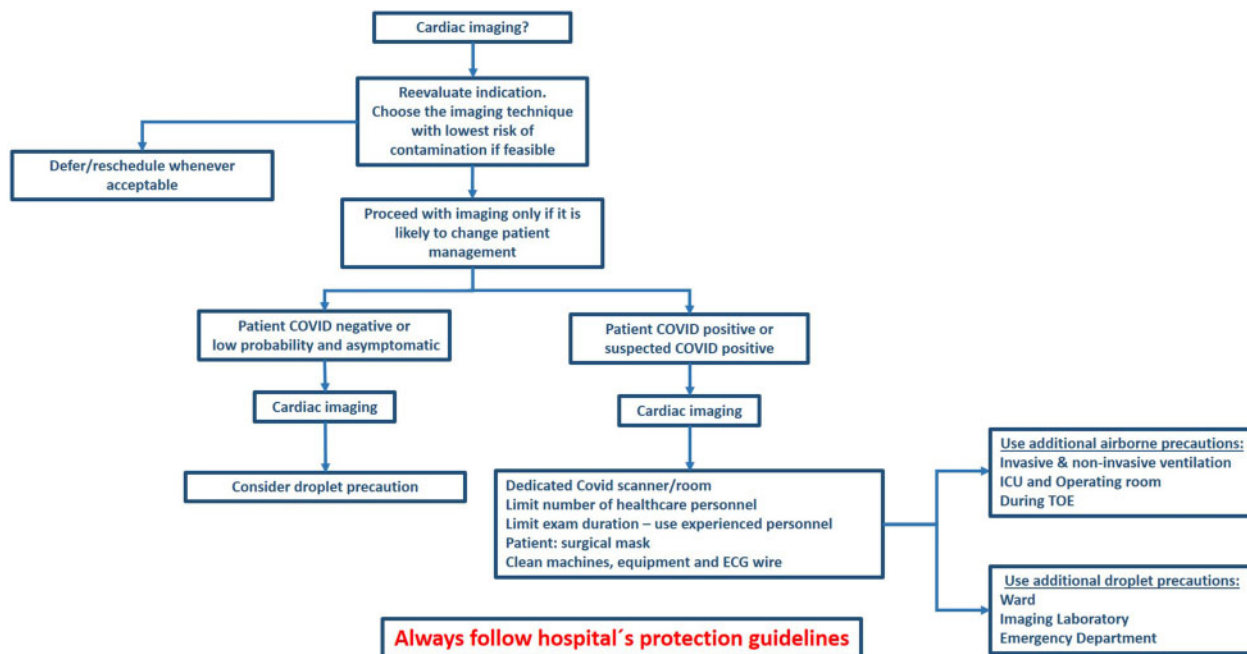 Cardiac imaging?
Reevaluate indication.
Choose the imaging technique
with lowest risk of
contamination if feasible
Defer/reschedule whenever
acceptable
Proceed with imaging only if it is
likely to change patient
management
Patient COVID negative or
low probability and asymptomatic
Patient COVID positive or
suspected COVID positive
Cardiac imaging
Cardiac imaging
Consider droplet precaution
Dedicated Covid scanner/room
Limit number of healthcare personnel
Limit exam duration – use experienced personnel
Patient: surgical mask
Clean machines, equipment and ECG wire
Use additional airborne precautions:
Invasive & non-invasive ventilation
ICU and Operating room
During TOE
Use additional droplet precautions:
Ward
Imaging Laboratory
Emergency Department
Always follow hospital´s protection guidelines